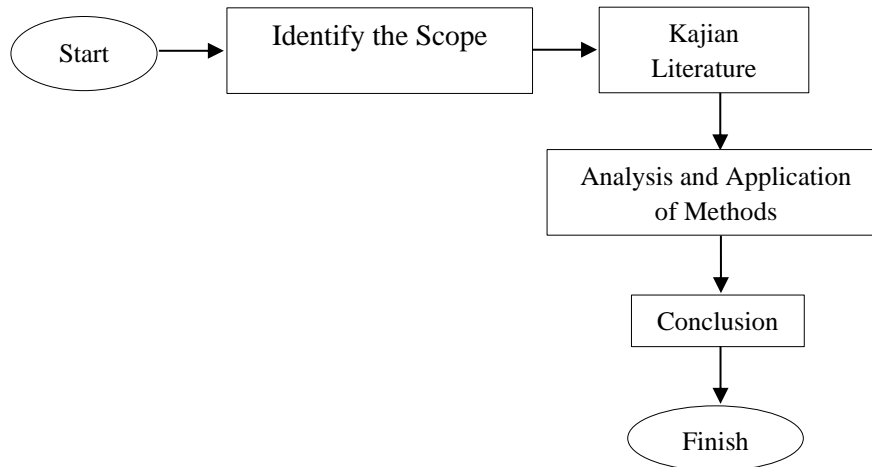 Start
Identify the Scope
Kajian
Literature
Analysis and Application
of Methods
Conclusion
Finish